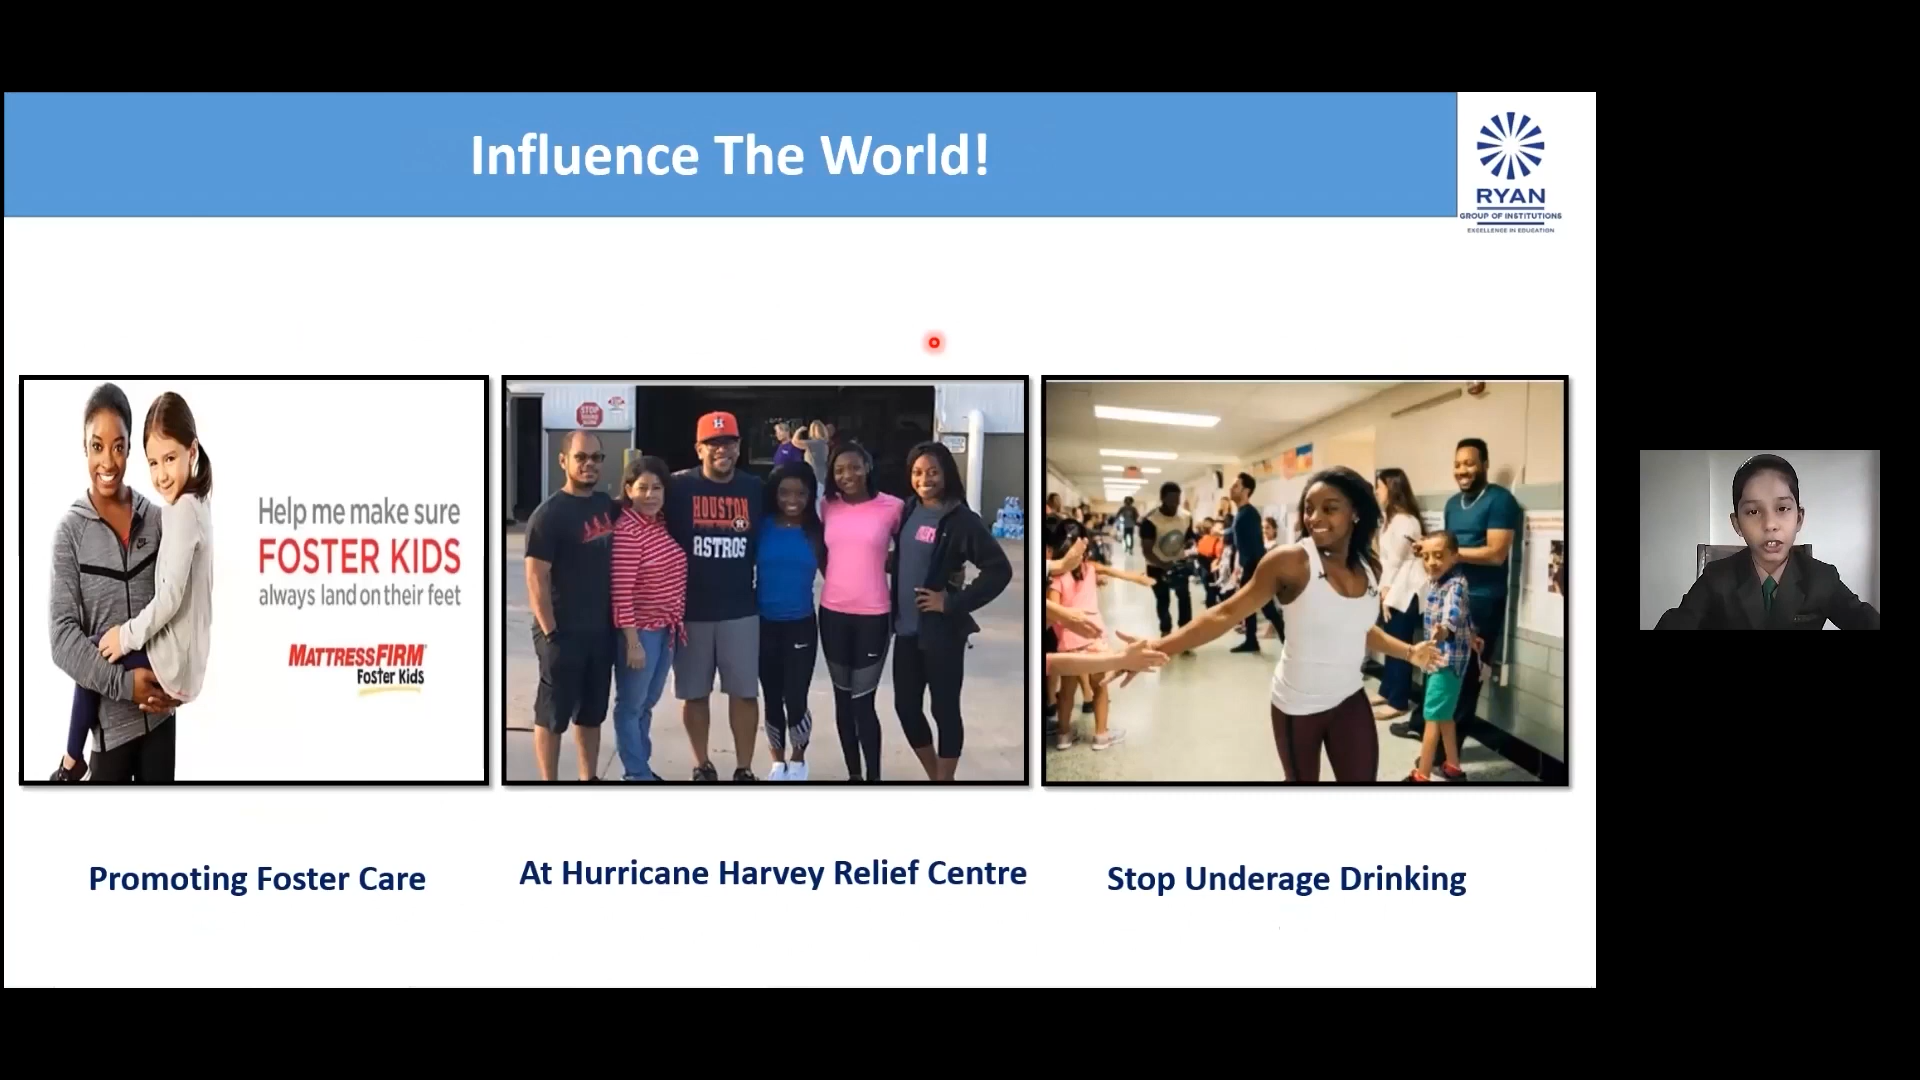 Influence The World!
RYAN
GROUP OF INSTITUTIONS
EXCELLENCE IN EDUCATION
Help me make sure
FOSTER KIDS
always land on their feet
MATTRESSFIRM
Foster Kids
STOP
HOUSTON
ASTROS
Promoting Foster Care
At Hurricane Harvey Relief Centre
Stop Underage Drinking